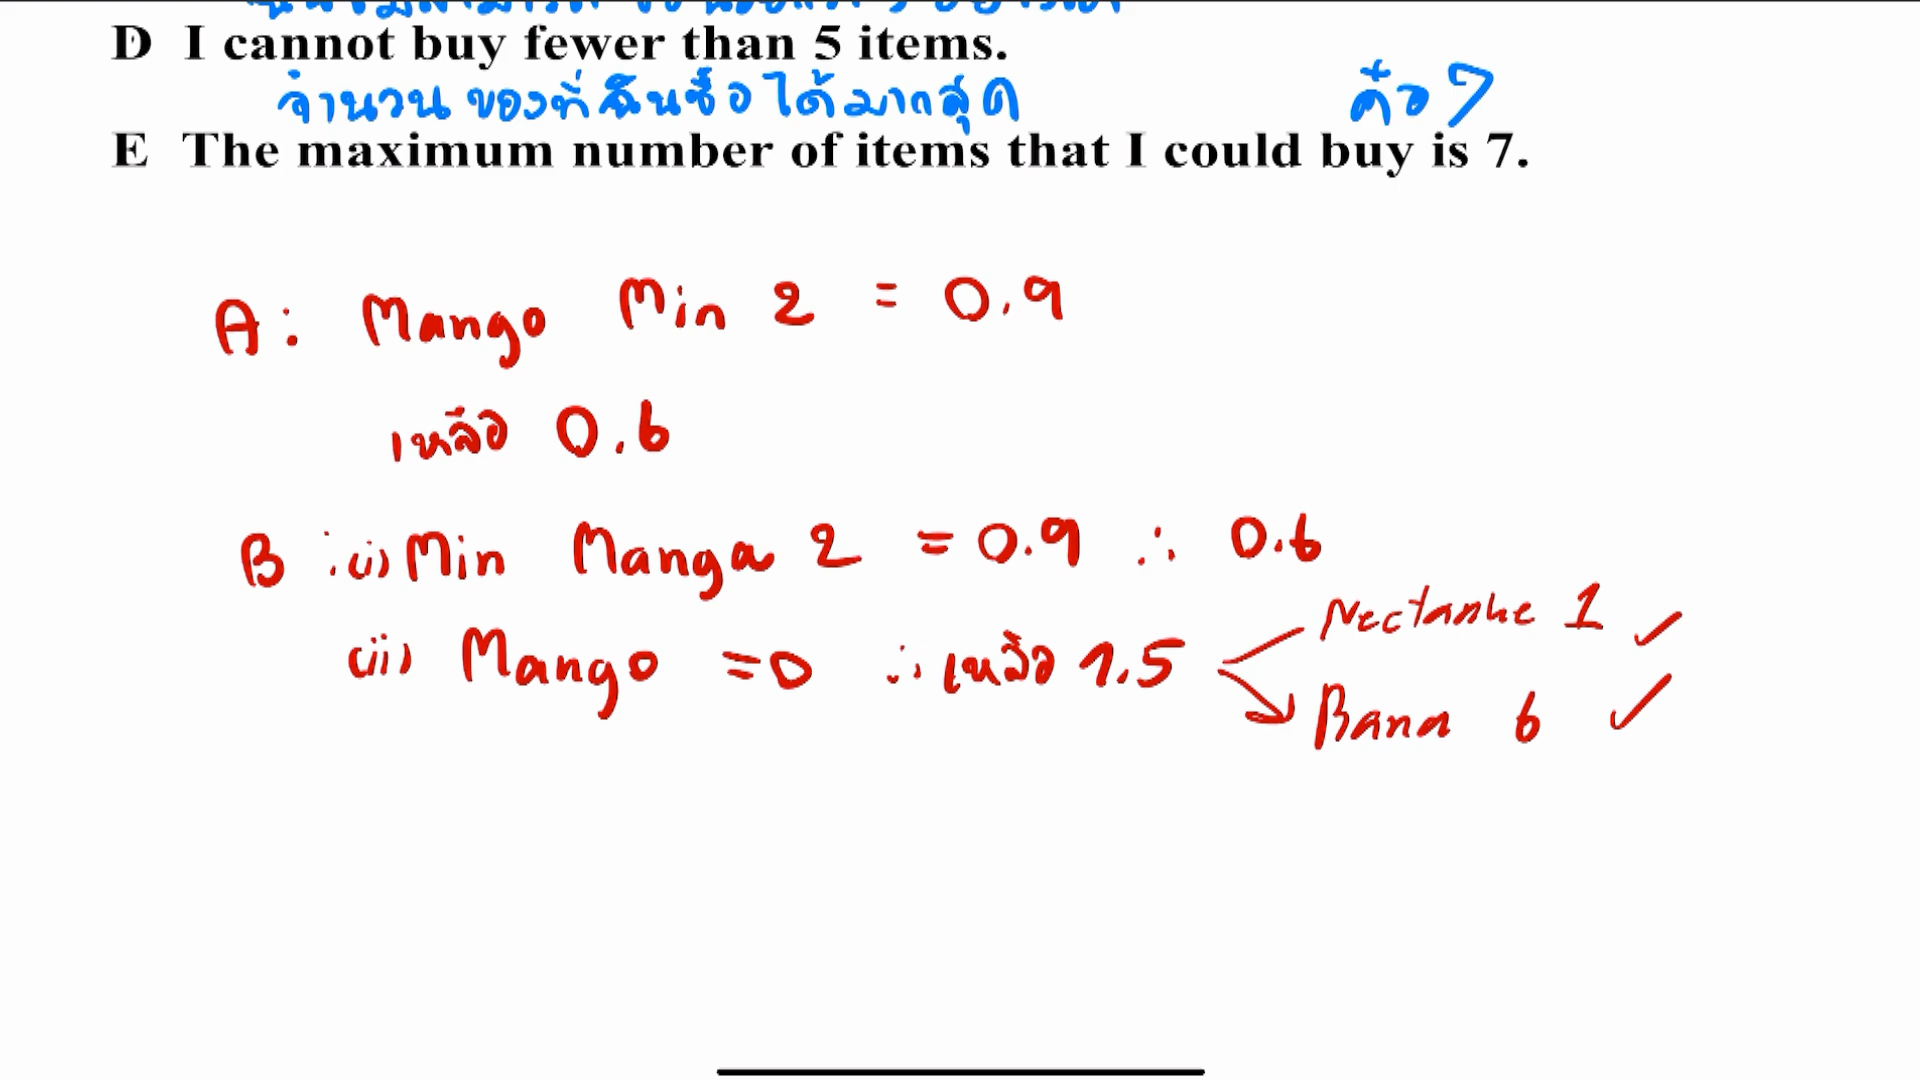 D I cannot buy fewer than 5 items.
จำนวนของที่ฉันซื้อได้มากสุด คือ 7
E The maximum number of items that I could buy is 7.
A : Mango Min 2 = 0.9
เหลือ 0.6
B : (i) Min Manga 2 = 0.9 ∴ 0.6
(ii) Mango = 0 ∴ เหลือ 1.5
1 ✓
Bana 6 ✓